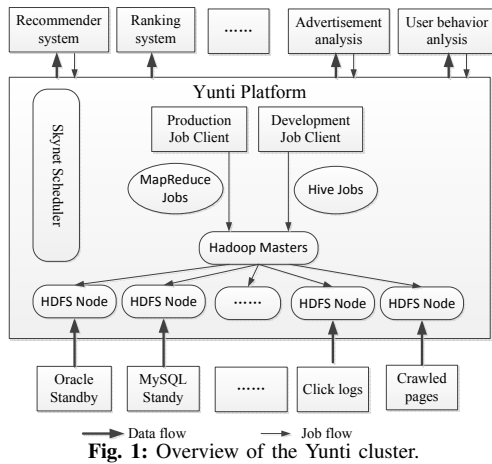 Recommender
system
Ranking
system
......
Advertisement
analysis
User behavior
anlysis
Yunti Platform
Skynet Scheduler
Production
Job Client
Development
Job Client
MapReduce
Jobs
Hive Jobs
Hadoop Masters
HDFS Node
HDFS Node
......
HDFS Node
HDFS Node
Oracle
Standby
MySQL
Standy
......
Click logs
Crawled
pages
Data flow
Job flow
Fig. 1: Overview of the Yunti cluster.